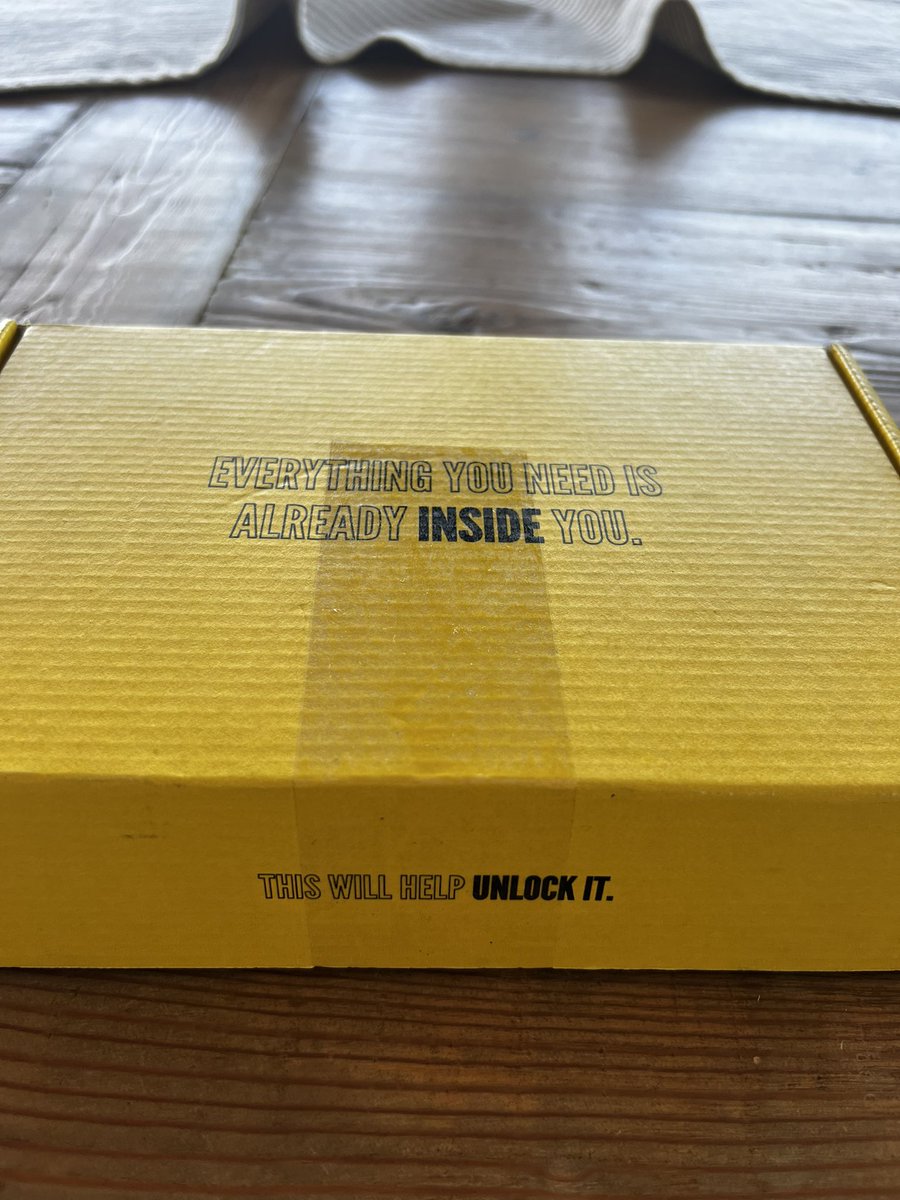 EVERYTHING YOU NEED IS
ALREADY INSIDE YOU.
THIS WILL HELP UNLOCK IT.